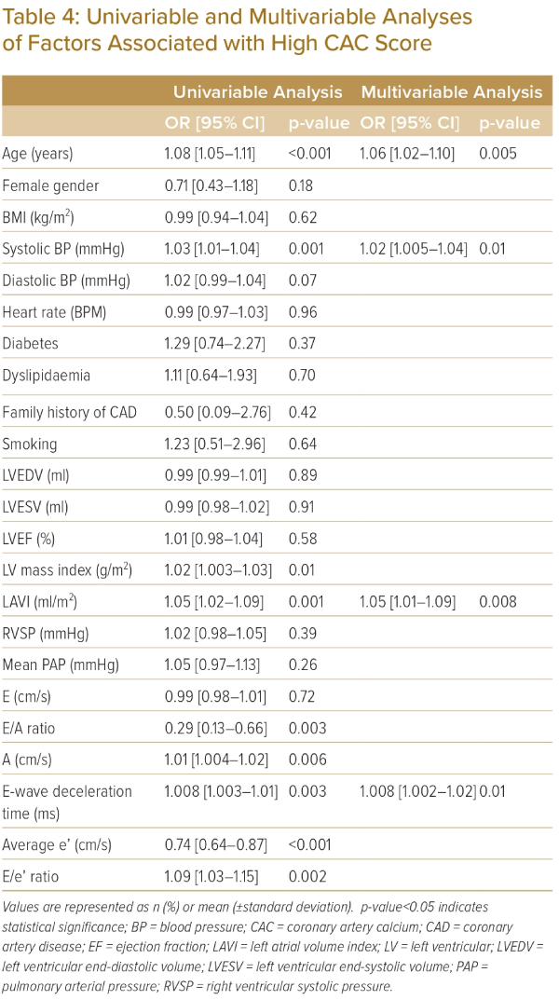 Table 4: Univariable and Multivariable Analyses
of Factors Associated with High CAC Score
Univariable Analysis Multivariable Analysis
OR [95% CI] p-value OR [95% CI] p-value
Age (years) 1.08 [1.05–1.11] <0.001 1.06 [1.02–1.10] 0.005
Female gender 0.71 [0.43–1.18] 0.18
BMI (kg/m²) 0.99 [0.94–1.04] 0.62
Systolic BP (mmHg) 1.03 [1.01–1.04] 0.001 1.02 [1.005–1.04] 0.01
Diastolic BP (mmHg) 1.02 [0.99–1.04] 0.07
Heart rate (BPM) 0.99 [0.97–1.03] 0.96
Diabetes 1.29 [0.74–2.27] 0.37
Dyslipidaemia 1.11 [0.64–1.93] 0.70
Family history of CAD 0.50 [0.09–2.76] 0.42
Smoking 1.23 [0.51–2.96] 0.64
LVEDV (ml) 0.99 [0.99–1.01] 0.89
LVESV (ml) 0.99 [0.98–1.02] 0.91
LVEF (%) 1.01 [0.98–1.04] 0.58
LV mass index (g/m²) 1.02 [1.003–1.03] 0.01
LAVI (ml/m²) 1.05 [1.02–1.09] 0.001 1.05 [1.01–1.09] 0.008
RVSP (mmHg) 1.02 [0.98–1.05] 0.39
Mean PAP (mmHg) 1.05 [0.97–1.13] 0.26
E (cm/s) 0.99 [0.98–1.01] 0.72
E/A ratio 0.29 [0.13–0.66] 0.003
A (cm/s) 1.01 [1.004–1.02] 0.006
E-wave deceleration 1.008 [1.003–1.01] 0.003 1.008 [1.002–1.02] 0.01
time (ms)
Average e’ (cm/s) 0.74 [0.64–0.87] <0.001
E/e’ ratio 1.09 [1.03–1.15] 0.002
Values are represented as n (%) or mean (±standard deviation). p-value<0.05 indicates
statistical significance; BP = blood pressure; CAC = coronary artery calcium; CAD = coronary
artery disease; EF = ejection fraction; LAVI = left atrial volume index; LV = left ventricular; LVEDV =
left ventricular end-diastolic volume; LVESV = left ventricular end-systolic volume; PAP =
pulmonary arterial pressure; RVSP = right ventricular systolic pressure.